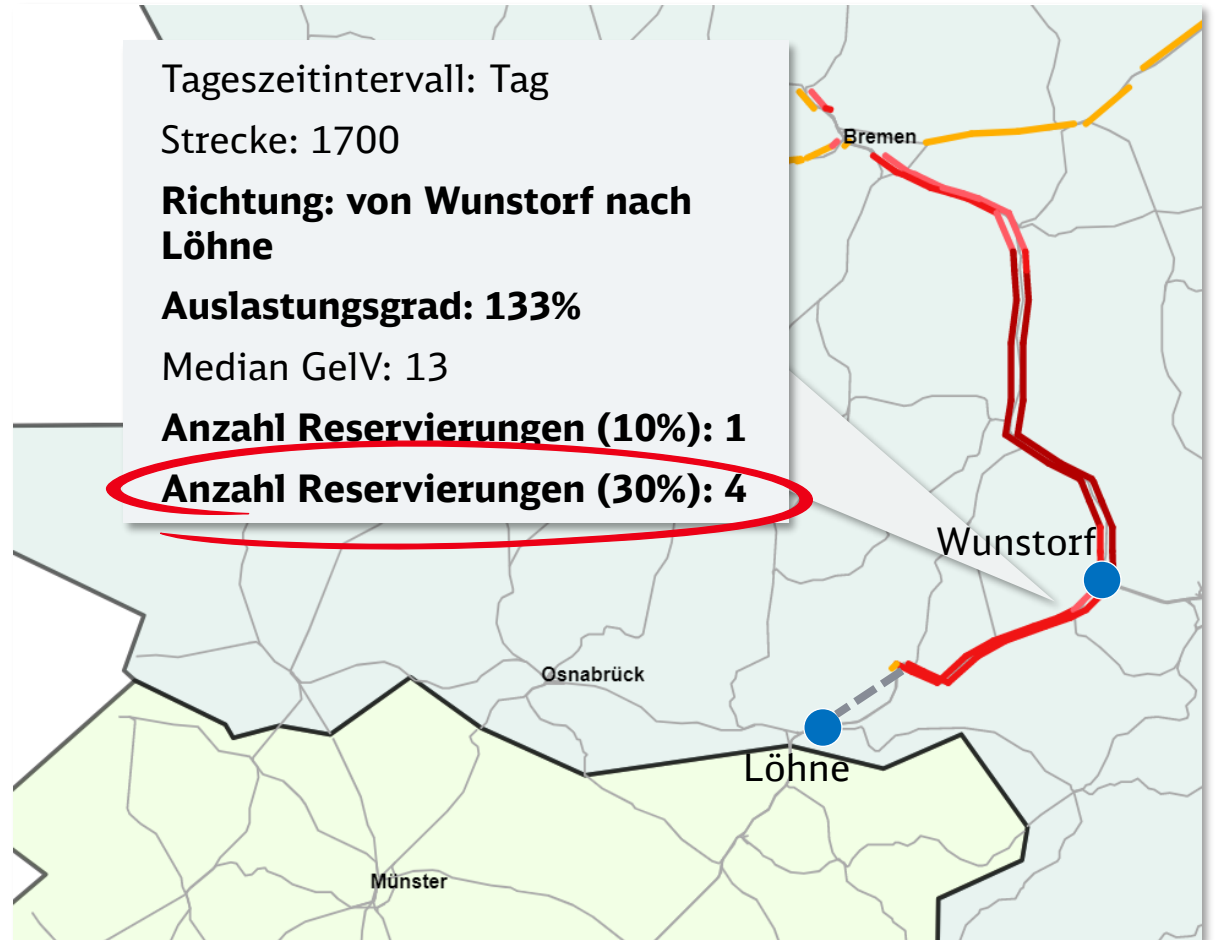 Tageszeitintervall: Tag
Strecke: 1700
Richtung: von Wunstorf nach
Löhne
Auslastungsgrad: 133%
Median GelV: 13
Anzahl Reservierungen (10%): 1
Anzahl Reservierungen (30%): 4
Bremen
Wunstorf
Osnabrück
Löhne
Münster